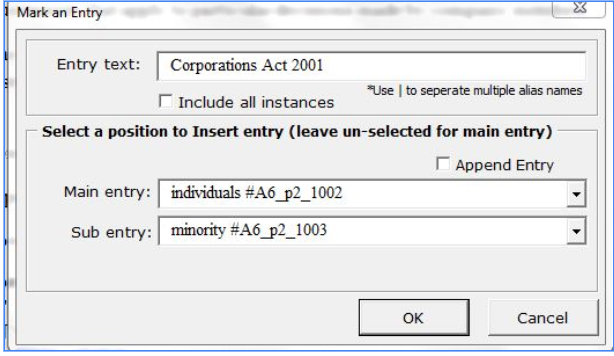 Mark an Entry
Entry text: Corporations Act 2001
Include all instances
*Use | to seperate multiple alias names
Select a position to Insert entry (leave un-selected for main entry)
Append Entry
Main entry: individuals #A6_p2_1002
Sub entry: minority #A6_p2_1003
OK Cancel